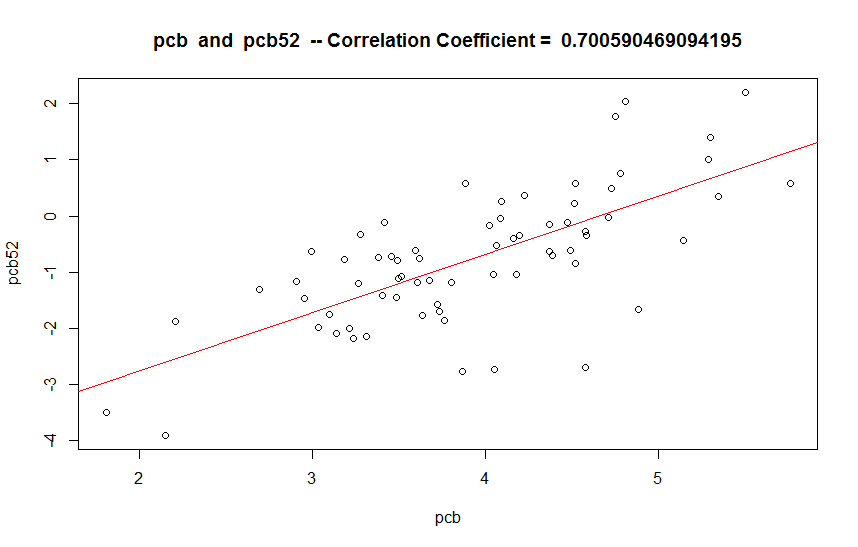 pcb and pcb52 -- Correlation Coefficient = 0.700590469094195
2
1
0
-1
-2
-3
-4
pcb52
2 3 4 5
pcb